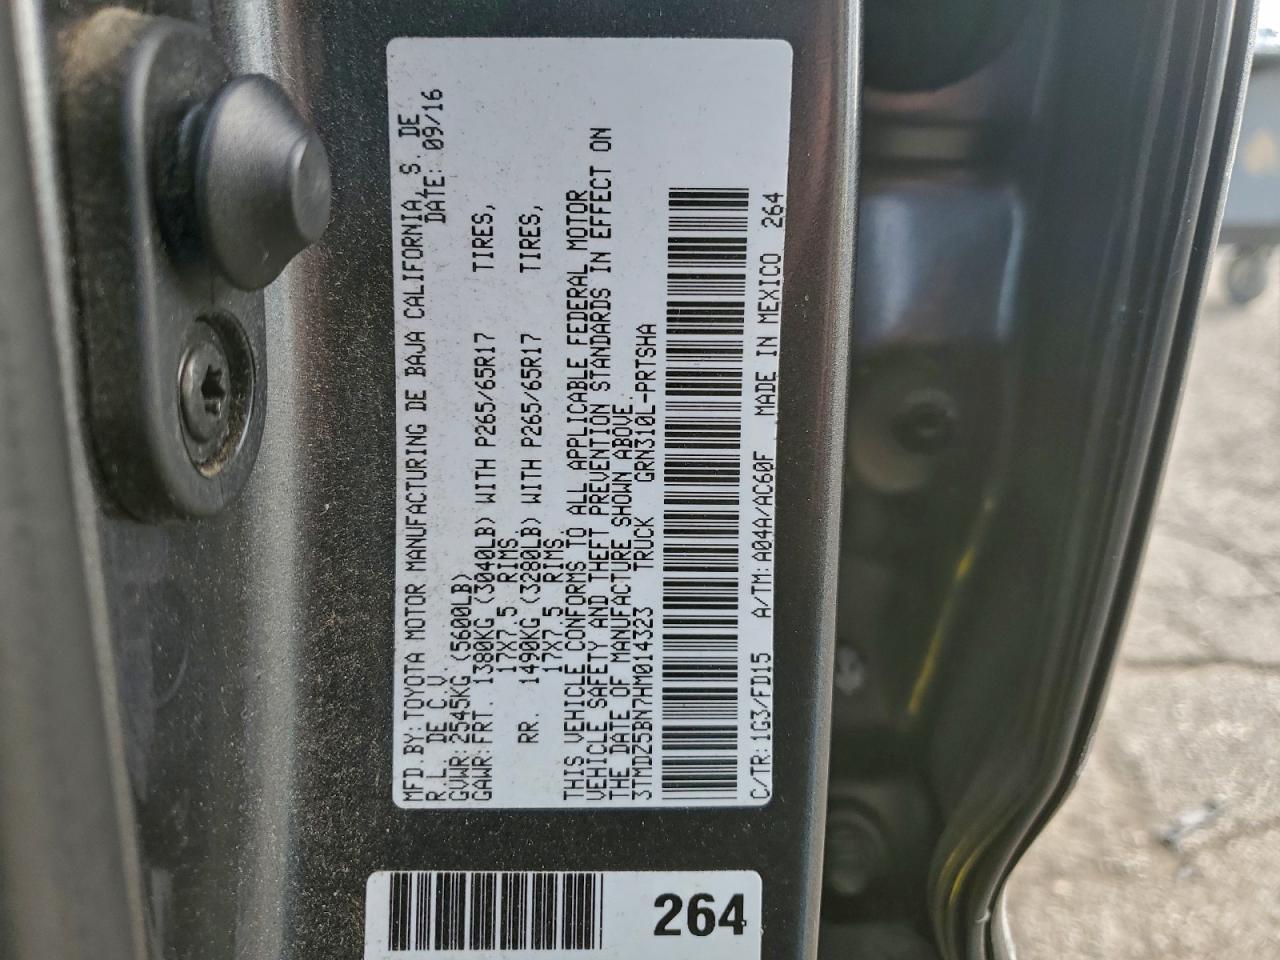 MFD.BY:TOYOTA MOTOR MANUFACTURING DE BAJA CALIFORNIA, S. DE
R.L. DE C.V. DATE: 09/16
GVWR:2545KG (5600LB)
GAWR:FRT. 1380KG (3040LB) WITH P265/65R17 TIRES,
17X7.5 RIMS.
RR. 1490KG (3280LB) WITH P265/65R17 TIRES,
17X7.5 RIMS.
THIS VEHICLE CONFORMS TO ALL APPLICABLE FEDERAL MOTOR
VEHICLE SAFETY AND THEFT PREVENTION STANDARDS IN EFFECT ON
THE DATE OF MANUFACTURE SHOWN ABOVE.
3TMDZ5BN7HM014323 TRUCK GRN310L-PRTSHA
C/TR:1G3/FD15 A/TM:A04A/AC60F MADE IN MEXICO 264
264